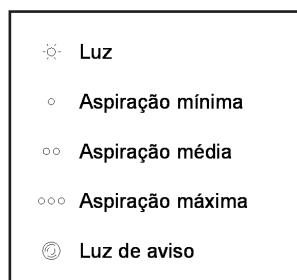 Luz
Aspiração mínima
Aspiração média
Aspiração máxima
Luz de aviso